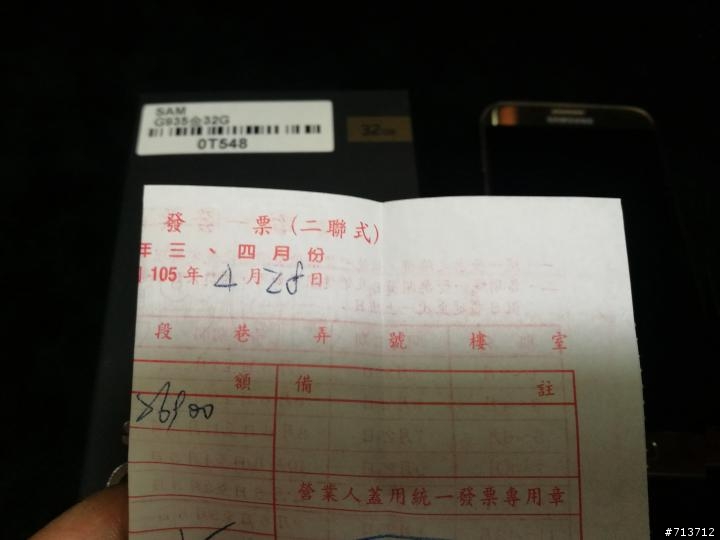 SAM
G935金32G
0T548
32GB
SAMSUNG
發 票(二聯式)
年 三 、 四 月 份
105 年 4 月 28 日
段 巷 弄 號 樓 室
額 備 註
營業人蓋用統一發票專用章
#713712